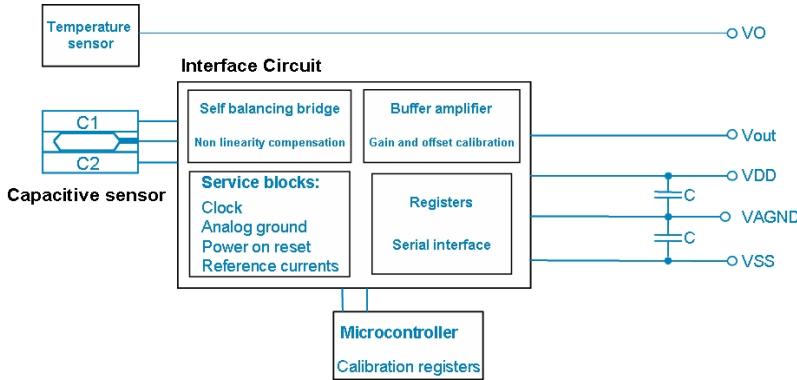 Temperature
sensor
VO
Interface Circuit
Self balancing bridge
Non linearity compensation
Buffer amplifier
Gain and offset calibration
C1
C2
Capacitive sensor
Vout
Service blocks:
Clock
Analog ground
Power on reset
Reference currents
Registers
Serial interface
VDD
C
VAGND
C
VSS
Microcontroller
Calibration registers